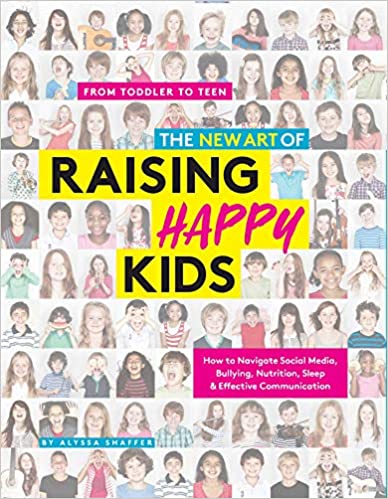 FROM TODDLER TO TEEN
THE NEW ART OF
RAISING
HAPPY
KIDS
How to Navigate Social Media,
Bullying, Nutrition, Sleep
& Effective Communication
BY ALYSSA SHAFFER